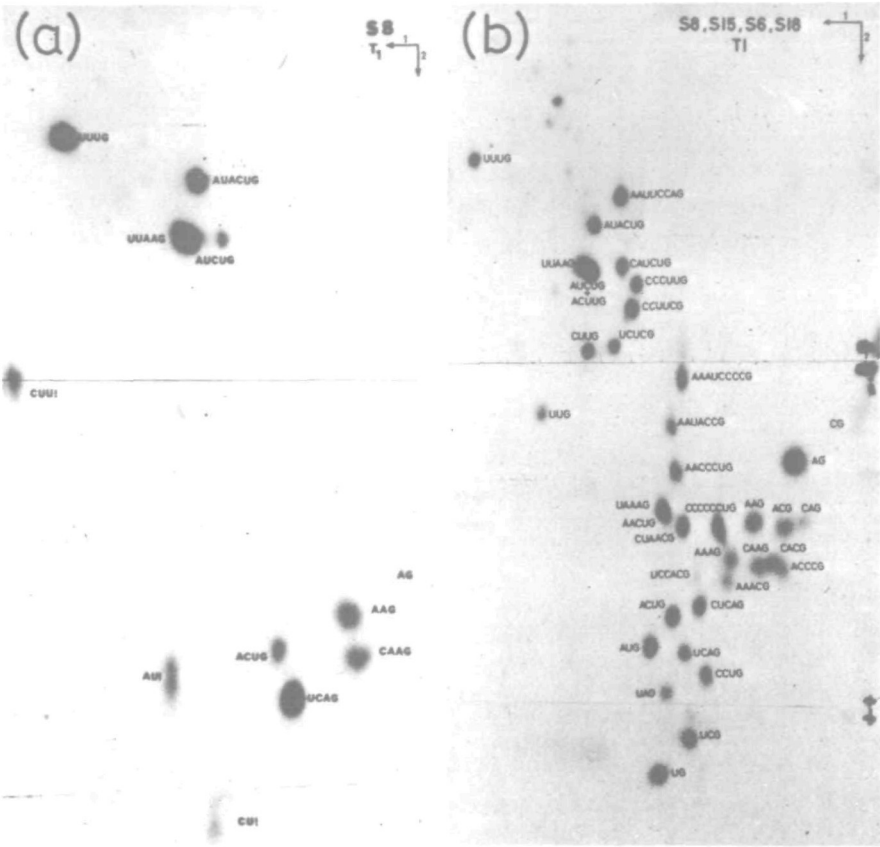 (a)
S8
T1 1
2
UUUG
AUACUG
UUAAG
AUCUG
CUU!
AG
AAG
ACUG
CAAG
AU!
UCAG
CU!
(b)
S8,S15,S6,S18 1
T1 2
UUUG
AAUUCCAG
AUACUG
UUAAG
CAUCUG
AUCUG
+
ACUUG
CCCUUG
CCUUCG
CUUG
UCUCG
AAAUCCCCG
UUG
AAUACCG
CG
AG
AACCCUG
UAAAG
CCCCCCUG
AAG
ACG
CAG
AACUG
CUAACG
AAAG
CAAG
CACG
ACCCG
UCCACG
AAACG
ACUG
CUCAG
AUG
UCAG
CCUG
UAG
UCG
UG